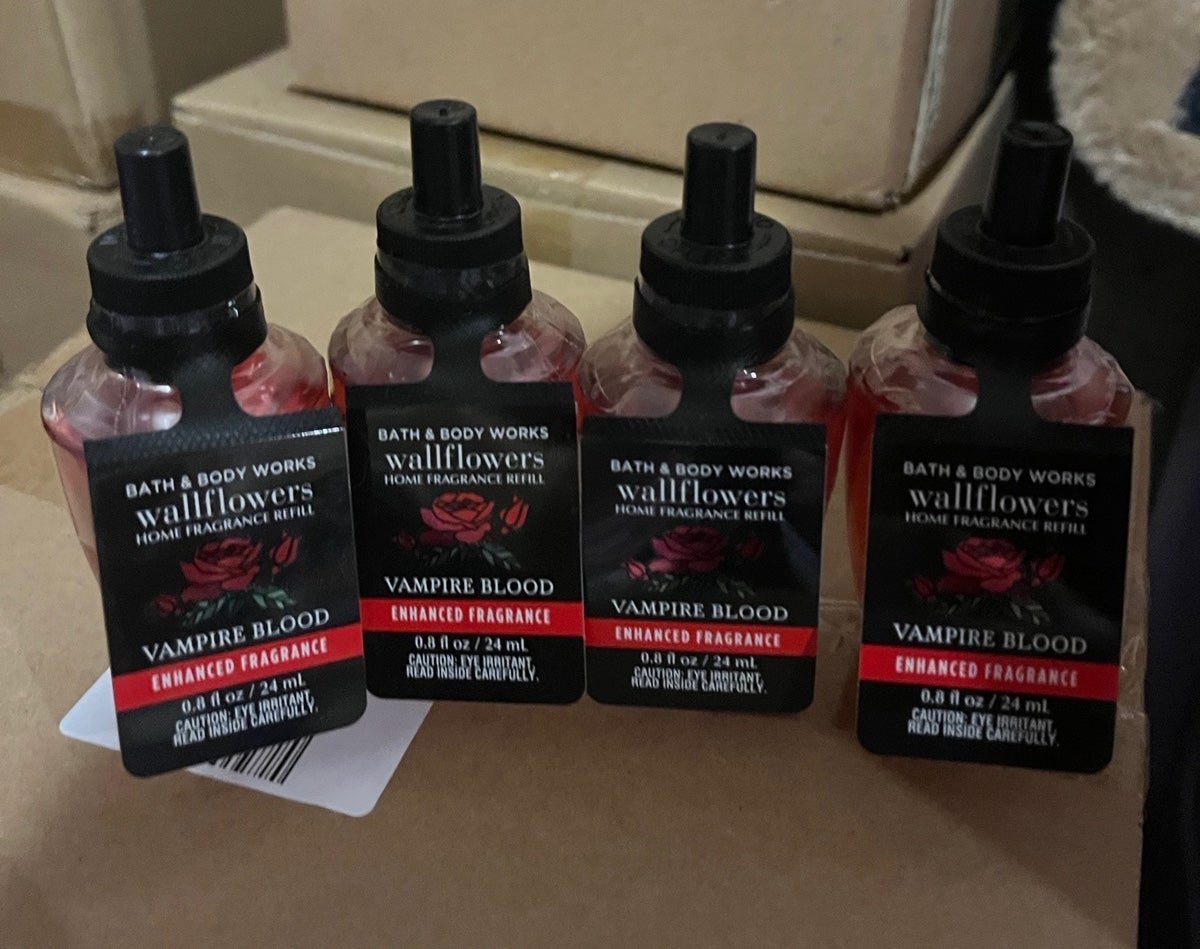 BATH & BODY WORKS
wallflowers
HOME FRAGRANCE REFILL
VAMPIRE BLOOD
ENHANCED FRAGRANCE
0.8 fl oz / 24 mL
CAUTION: EYE IRRITANT.
READ INSIDE CAREFULLY.
BATH & BODY WORKS
wallflowers
HOME FRAGRANCE REFILL
VAMPIRE BLOOD
ENHANCED FRAGRANCE
0.8 fl oz / 24 mL
CAUTION: EYE IRRITANT.
READ INSIDE CAREFULLY.
BATH & BODY WORKS
wallflowers
HOME FRAGRANCE REFILL
VAMPIRE BLOOD
ENHANCED FRAGRANCE
0.8 fl oz / 24 mL
CAUTION: EYE IRRITANT.
READ INSIDE CAREFULLY.
BATH & BODY WORKS
wallflowers
HOME FRAGRANCE REFILL
VAMPIRE BLOOD
ENHANCED FRAGRANCE
0.8 fl oz / 24 mL
CAUTION: EYE IRRITANT.
READ INSIDE CAREFULLY.